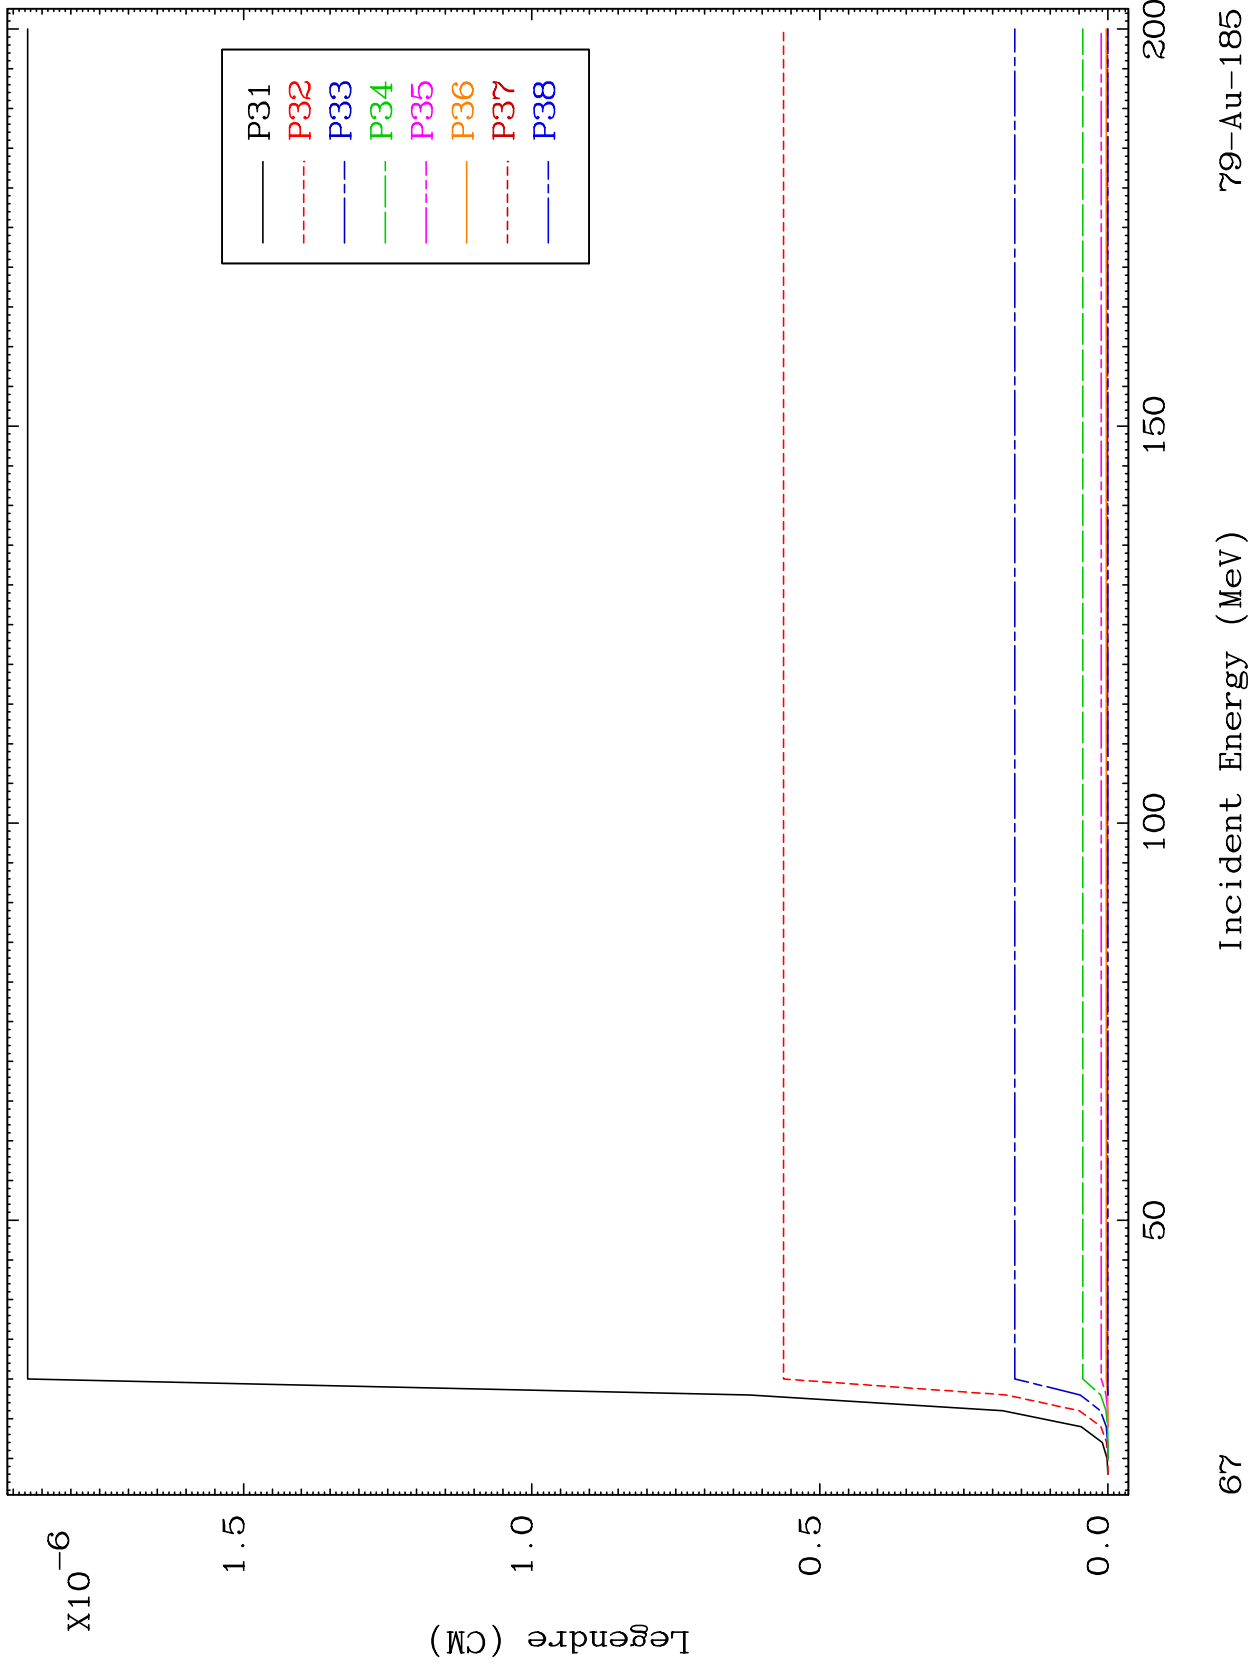 X10⁻⁶
1.5
1.0
0.5
0.0
Legendre (CM)
P31
P32
P33
P34
P35
P36
P37
P38
50
100
150
200
67
Incident Energy (MeV)
79-Au-185